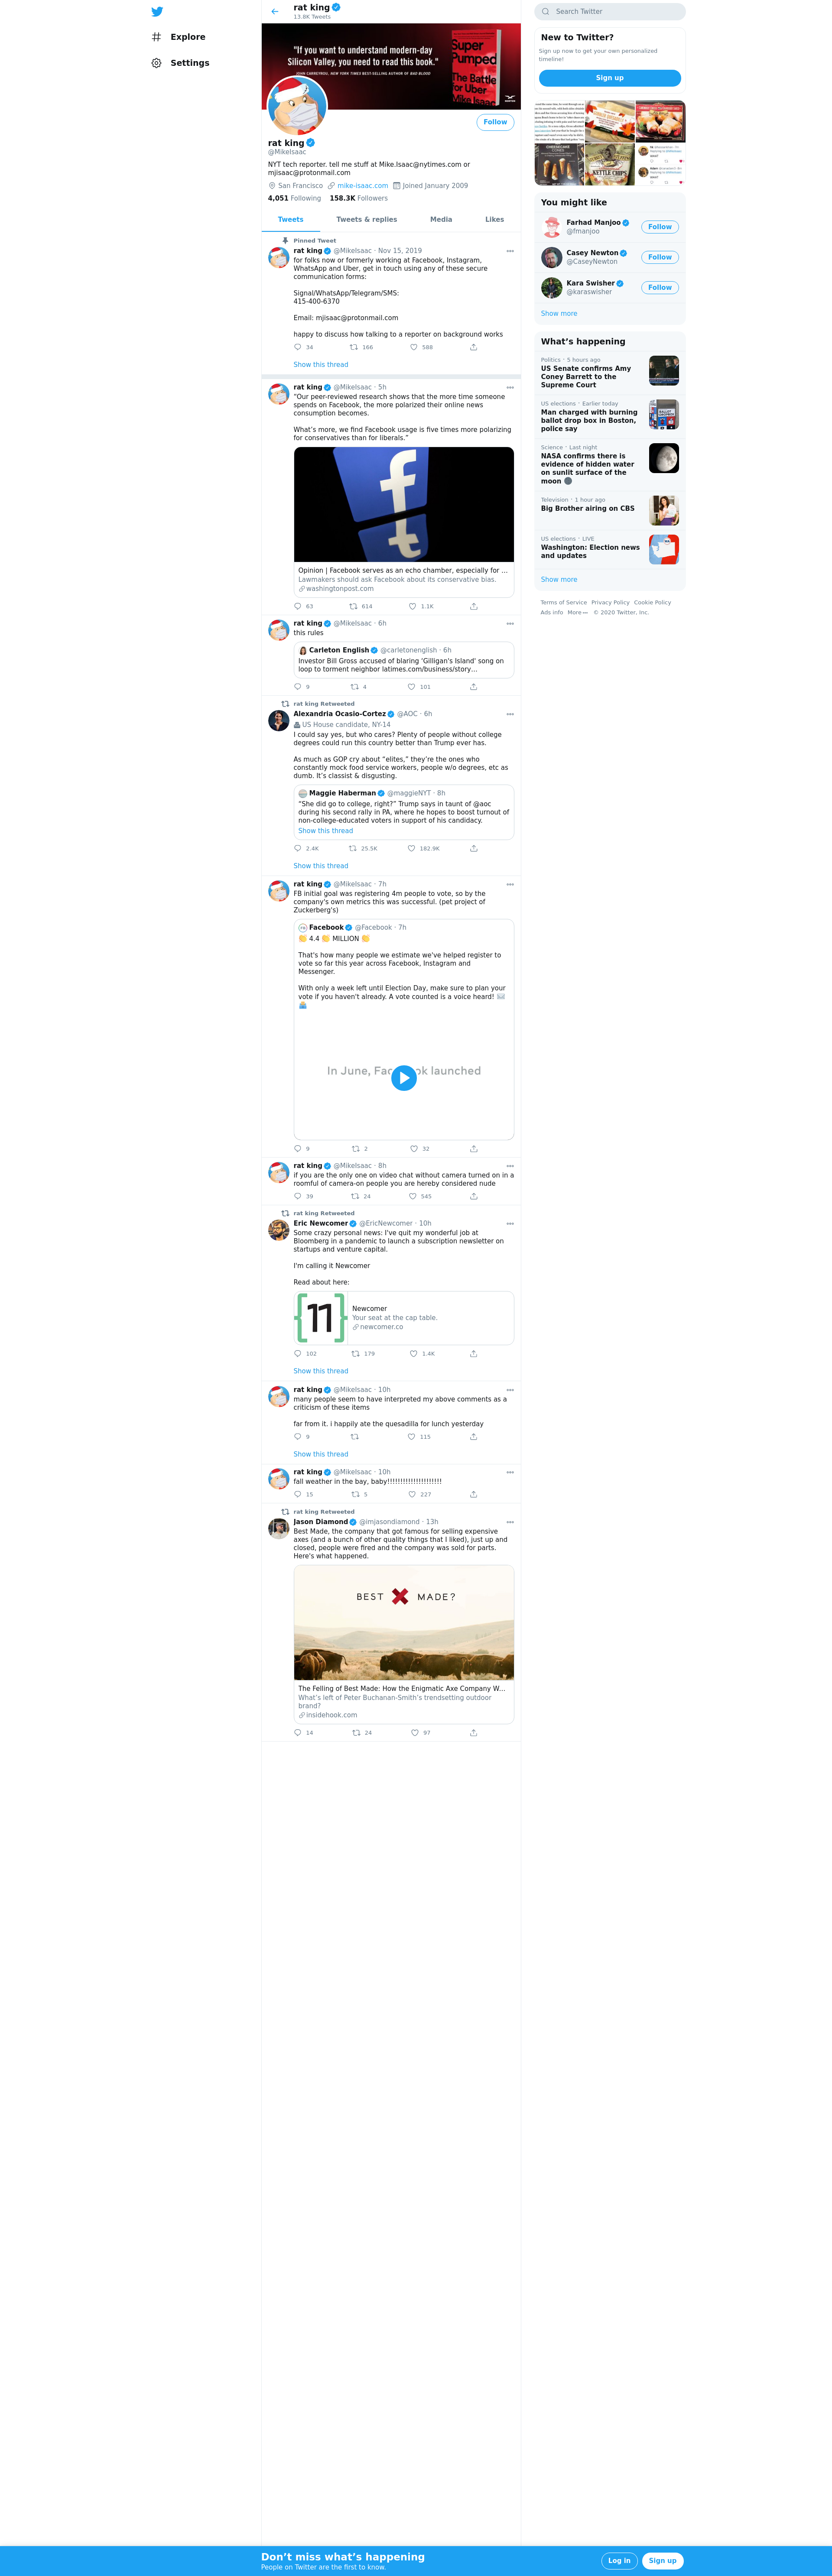 Explore
Settings
rat king
13.8K Tweets
"If you want to understand modern-day
Silicon Valley, you need to read this book."
—JOHN CARREYROU, NEW YORK TIMES BEST-SELLING AUTHOR OF BAD BLOOD
Super
Pumped
The Battle
for Uber
Mike Isaac
Follow
rat king
@MikeIsaac
NYT tech reporter. tell me stuff at Mike.Isaac@nytimes.com or
mjisaac@protonmail.com
San Francisco mike-isaac.com Joined January 2009
4,051 Following 158.3K Followers
Tweets Tweets & replies Media Likes
Pinned Tweet
rat king @MikeIsaac · Nov 15, 2019
for folks now or formerly working at Facebook, Instagram,
WhatsApp and Uber, get in touch using any of these secure
communication forms:
Signal/WhatsApp/Telegram/SMS:
415-400-6370
Email: mjisaac@protonmail.com
happy to discuss how talking to a reporter on background works
34 166 588
Show this thread
rat king @MikeIsaac · 5h
"Our peer-reviewed research shows that the more time someone
spends on Facebook, the more polarized their online news
consumption becomes.
What's more, we find Facebook usage is five times more polarizing
for conservatives than for liberals."
Opinion | Facebook serves as an echo chamber, especially for ...
Lawmakers should ask Facebook about its conservative bias.
washingtonpost.com
63 614 1.1K
rat king @MikeIsaac · 6h
this rules
Carleton English @carletonenglish · 6h
Investor Bill Gross accused of blaring 'Gilligan's Island' song on
loop to torment neighbor latimes.com/business/story…
9 4 101
rat king Retweeted
Alexandria Ocasio-Cortez @AOC · 6h
US House candidate, NY-14
I could say yes, but who cares? Plenty of people without college
degrees could run this country better than Trump ever has.
As much as GOP cry about "elites," they're the ones who
constantly mock food service workers, people w/o degrees, etc as
dumb. It's classist & disgusting.
Maggie Haberman @maggieNYT · 8h
"She did go to college, right?" Trump says in taunt of @aoc
during his second rally in PA, where he hopes to boost turnout of
non-college-educated voters in support of his candidacy.
Show this thread
2.4K 25.5K 182.9K
Show this thread
rat king @MikeIsaac · 7h
FB initial goal was registering 4m people to vote, so by the
company's own metrics this was successful. (pet project of
Zuckerberg's)
Facebook @Facebook · 7h
👏 4.4 👏 MILLION 👏
That's how many people we estimate we've helped register to
vote so far this year across Facebook, Instagram and
Messenger.
With only a week left until Election Day, make sure to plan your
vote if you haven't already. A vote counted is a voice heard!
In June, Facebook launched
9 2 32
rat king @MikeIsaac · 8h
if you are the only one on video chat without camera turned on in a
roomful of camera-on people you are hereby considered nude
39 24 545
rat king Retweeted
Eric Newcomer @EricNewcomer · 10h
Some crazy personal news: I've quit my wonderful job at
Bloomberg in a pandemic to launch a subscription newsletter on
startups and venture capital.
I'm calling it Newcomer
Read about here:
{11}
Newcomer
Your seat at the cap table.
newcomer.co
102 179 1.4K
Show this thread
rat king @MikeIsaac · 10h
many people seem to have interpreted my above comments as a
criticism of these items
far from it. i happily ate the quesadilla for lunch yesterday
9 115
Show this thread
rat king @MikeIsaac · 10h
fall weather in the bay, baby!!!!!!!!!!!!!!!!!!!!!
15 5 227
rat king Retweeted
Jason Diamond @imjasondiamond · 13h
Best Made, the company that got famous for selling expensive
axes (and a bunch of other quality things that I liked), just up and
closed, people were fired and the company was sold for parts.
Here's what happened.
BEST MADE?
The Felling of Best Made: How the Enigmatic Axe Company W...
What's left of Peter Buchanan-Smith's trendsetting outdoor
brand?
insidehook.com
14 24 97
Search Twitter
New to Twitter?
Sign up now to get your own personalized
timeline!
Sign up
KETTLE CHIPS
You might like
Farhad Manjoo
@fmanjoo
Follow
Casey Newton
@CaseyNewton
Follow
Kara Swisher
@karaswisher
Follow
Show more
What's happening
Politics · 5 hours ago
US Senate confirms Amy
Coney Barrett to the
Supreme Court
US elections · Earlier today
Man charged with burning
ballot drop box in Boston,
police say
Science · Last night
NASA confirms there is
evidence of hidden water
on sunlit surface of the
moon
Television · 1 hour ago
Big Brother airing on CBS
US elections · LIVE
Washington: Election news
and updates
Show more
Terms of Service Privacy Policy Cookie Policy
Ads info More © 2020 Twitter, Inc.
Don't miss what's happening
People on Twitter are the first to know.
Log in Sign up